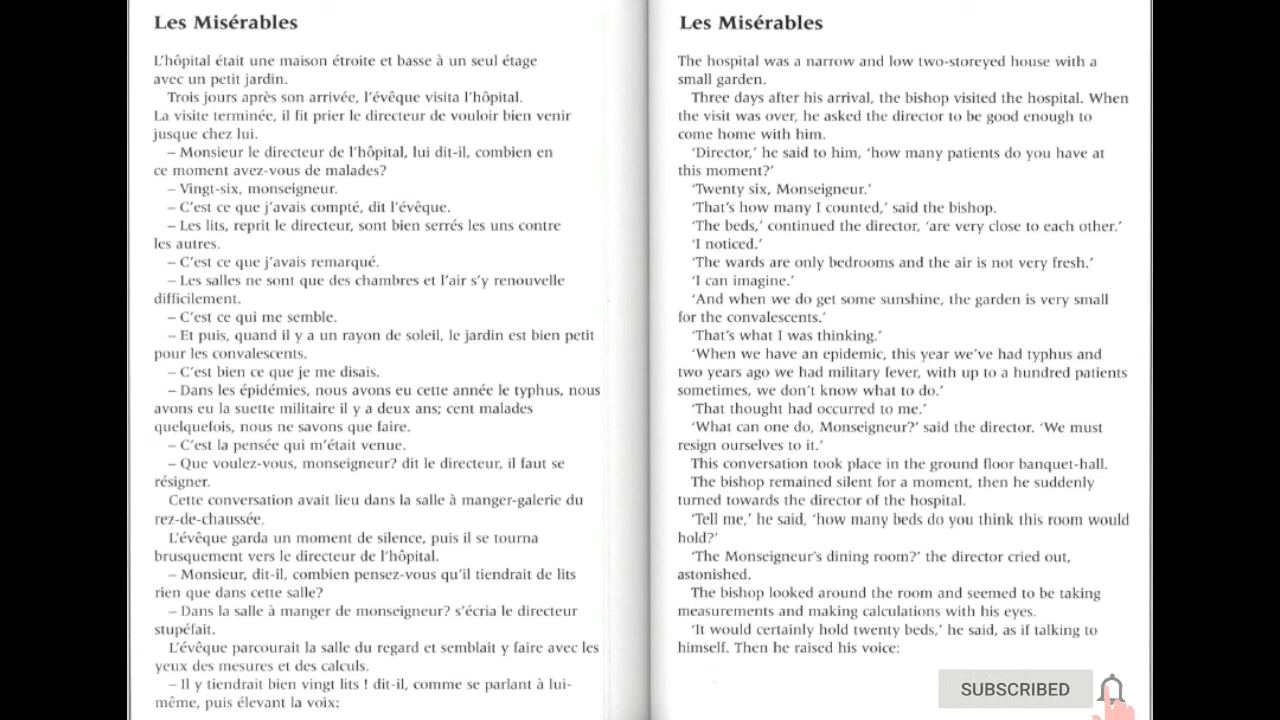 Les Misérables
L'hôpital était une maison étroite et basse à un seul étage
avec un petit jardin.
Trois jours après son arrivée, l'évêque visita l'hôpital.
La visite terminée, il fit prier le directeur de vouloir bien venir
jusque chez lui.
– Monsieur le directeur de l'hôpital, lui dit-il, combien en
ce moment avez-vous de malades?
– Vingt-six, monseigneur.
– C'est ce que j'avais compté, dit l'évêque.
– Les lits, reprit le directeur, sont bien serrés les uns contre
les autres.
– C'est ce que j'avais remarqué.
– Les salles ne sont que des chambres et l'air s'y renouvelle
difficilement.
– C'est ce qui me semble.
– Et puis, quand il y a un rayon de soleil, le jardin est bien petit
pour les convalescents.
– C'est bien ce que je me disais.
– Dans les épidémies, nous avons eu cette année le typhus, nous
avons eu la suette militaire il y a deux ans; cent malades
quelquefois, nous ne savons que faire.
– C'est la pensée qui m'était venue.
– Que voulez-vous, monseigneur? dit le directeur, il faut se
résigner.
Cette conversation avait lieu dans la salle à manger-galerie du
rez-de-chaussée.
L'évêque garda un moment de silence, puis il se tourna
brusquement vers le directeur de l'hôpital.
– Monsieur, dit-il, combien pensez-vous qu'il tiendrait de lits
rien que dans cette salle?
– Dans la salle à manger de monseigneur? s'écria le directeur
stupéfait.
L'évêque parcourait la salle du regard et semblait y faire avec les
yeux des mesures et des calculs.
– Il y tiendrait bien vingt lits ! dit-il, comme se parlant à lui-
même, puis élevant la voix:
Les Misérables
The hospital was a narrow and low two-storeyed house with a
small garden.
Three days after his arrival, the bishop visited the hospital. When
the visit was over, he asked the director to be good enough to
come home with him.
'Director,' he said to him, 'how many patients do you have at
this moment?'
'Twenty six, Monseigneur.'
'That's how many I counted,' said the bishop.
'The beds,' continued the director, 'are very close to each other.'
'I noticed.'
'The wards are only bedrooms and the air is not very fresh.'
'I can imagine.'
'And when we do get some sunshine, the garden is very small
for the convalescents.'
'That's what I was thinking.'
'When we have an epidemic, this year we've had typhus and
two years ago we had military fever, with up to a hundred patients
sometimes, we don't know what to do.'
'That thought had occurred to me.'
'What can one do, Monseigneur?' said the director. 'We must
resign ourselves to it.'
This conversation took place in the ground floor banquet-hall.
The bishop remained silent for a moment, then he suddenly
turned towards the director of the hospital.
'Tell me,' he said, 'how many beds do you think this room would
hold?'
'The Monseigneur's dining room?' the director cried out,
astonished.
The bishop looked around the room and seemed to be taking
measurements and making calculations with his eyes.
'It would certainly hold twenty beds,' he said, as if talking to
himself. Then he raised his voice:
SUBSCRIBED